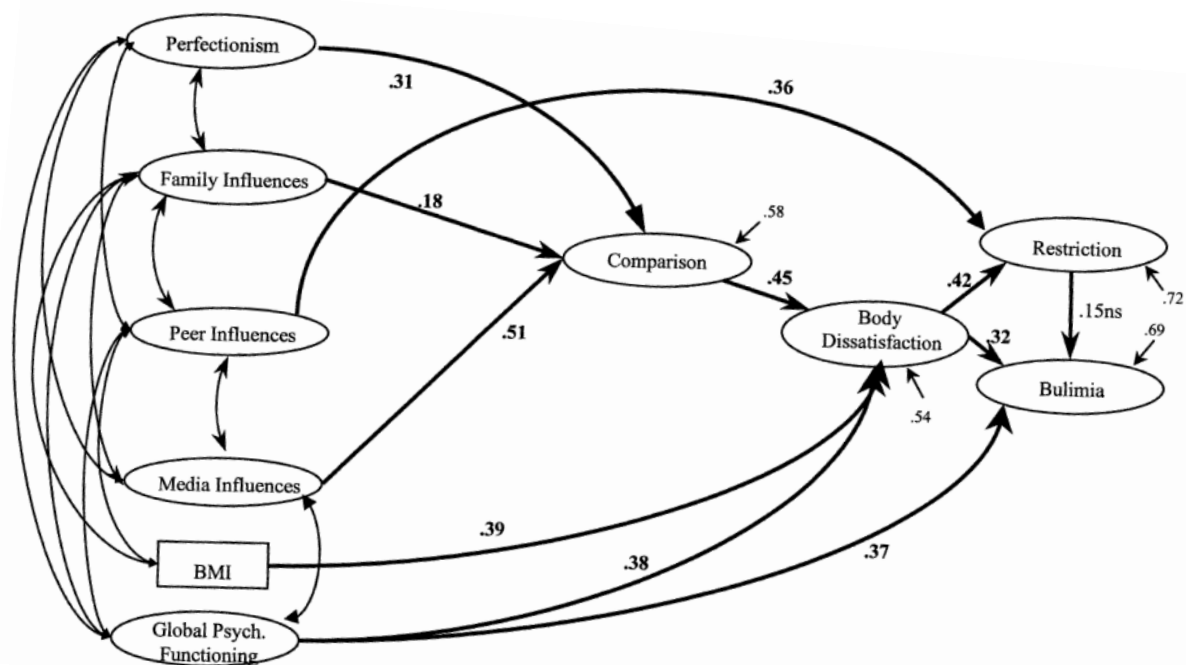 Perfectionism
.31
.36
Family Influences
.18
.58
Comparison
Restriction
.45
.42
.72
Peer Influences
.51
Body
Dissatisfaction
.15ns
.32
.69
Bulimia
.54
Media Influences
.39
.38
.37
BMI
Global Psych.
Functioning